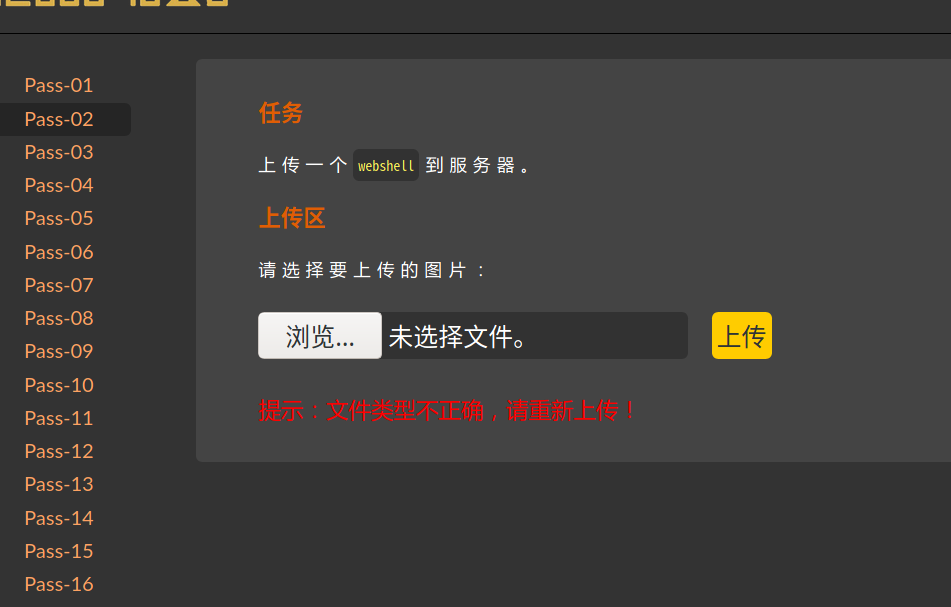 Pass-01
Pass-02
Pass-03
Pass-04
Pass-05
Pass-06
Pass-07
Pass-08
Pass-09
Pass-10
Pass-11
Pass-12
Pass-13
Pass-14
Pass-15
Pass-16
任务
上传一个 webshell 到服务器。
上传区
请选择要上传的图片：
浏览... 未选择文件。 上传
提示：文件类型不正确，请重新上传！